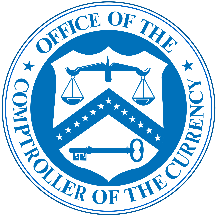 OFFICE OF THE
COMPTROLLER OF THE CURRENCY